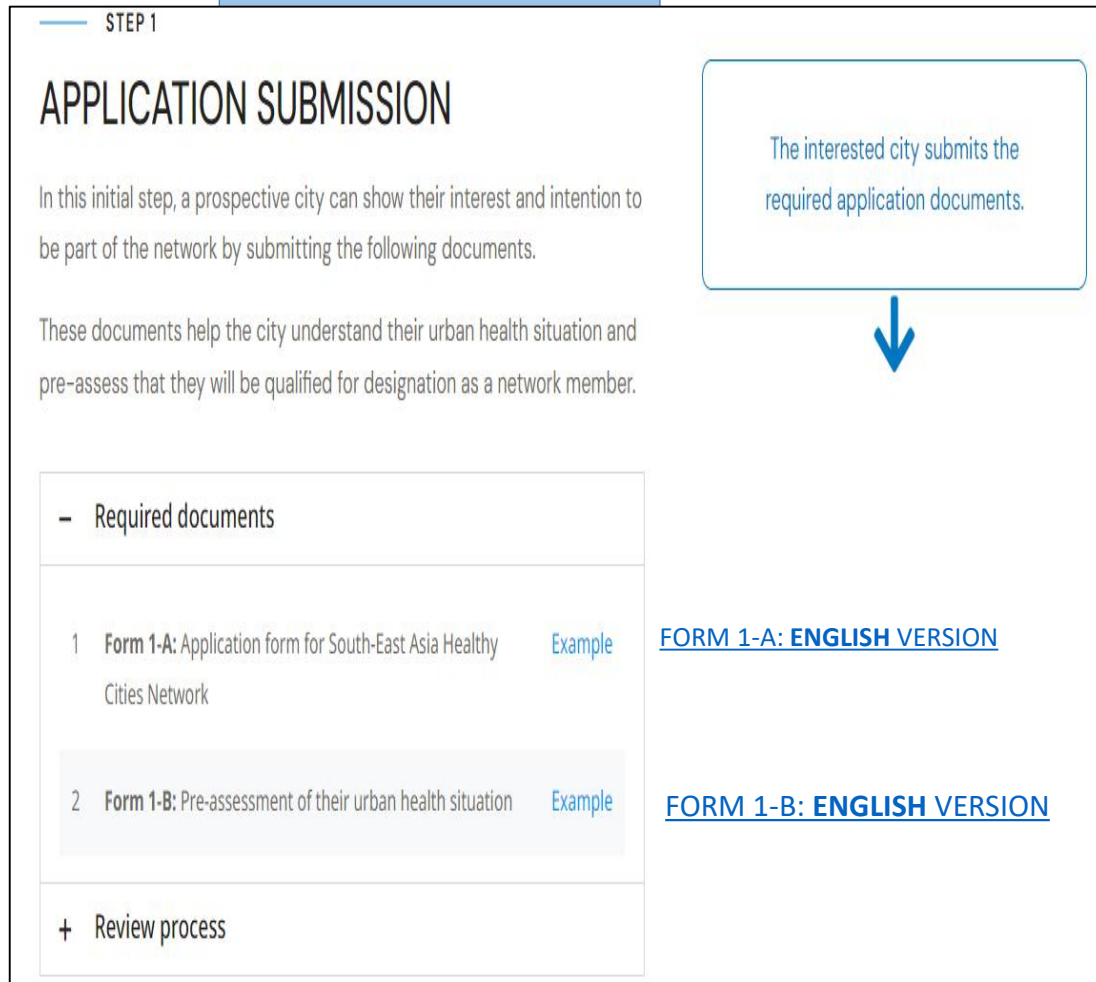 STEP 1
APPLICATION SUBMISSION
In this initial step, a prospective city can show their interest and intention to
be part of the network by submitting the following documents.
These documents help the city understand their urban health situation and
pre-assess that they will be qualified for designation as a network member.
The interested city submits the
required application documents.
– Required documents
1 Form 1-A: Application form for South-East Asia Healthy Example
Cities Network
FORM 1-A: ENGLISH VERSION
2 Form 1-B: Pre-assessment of their urban health situation Example
FORM 1-B: ENGLISH VERSION
+ Review process